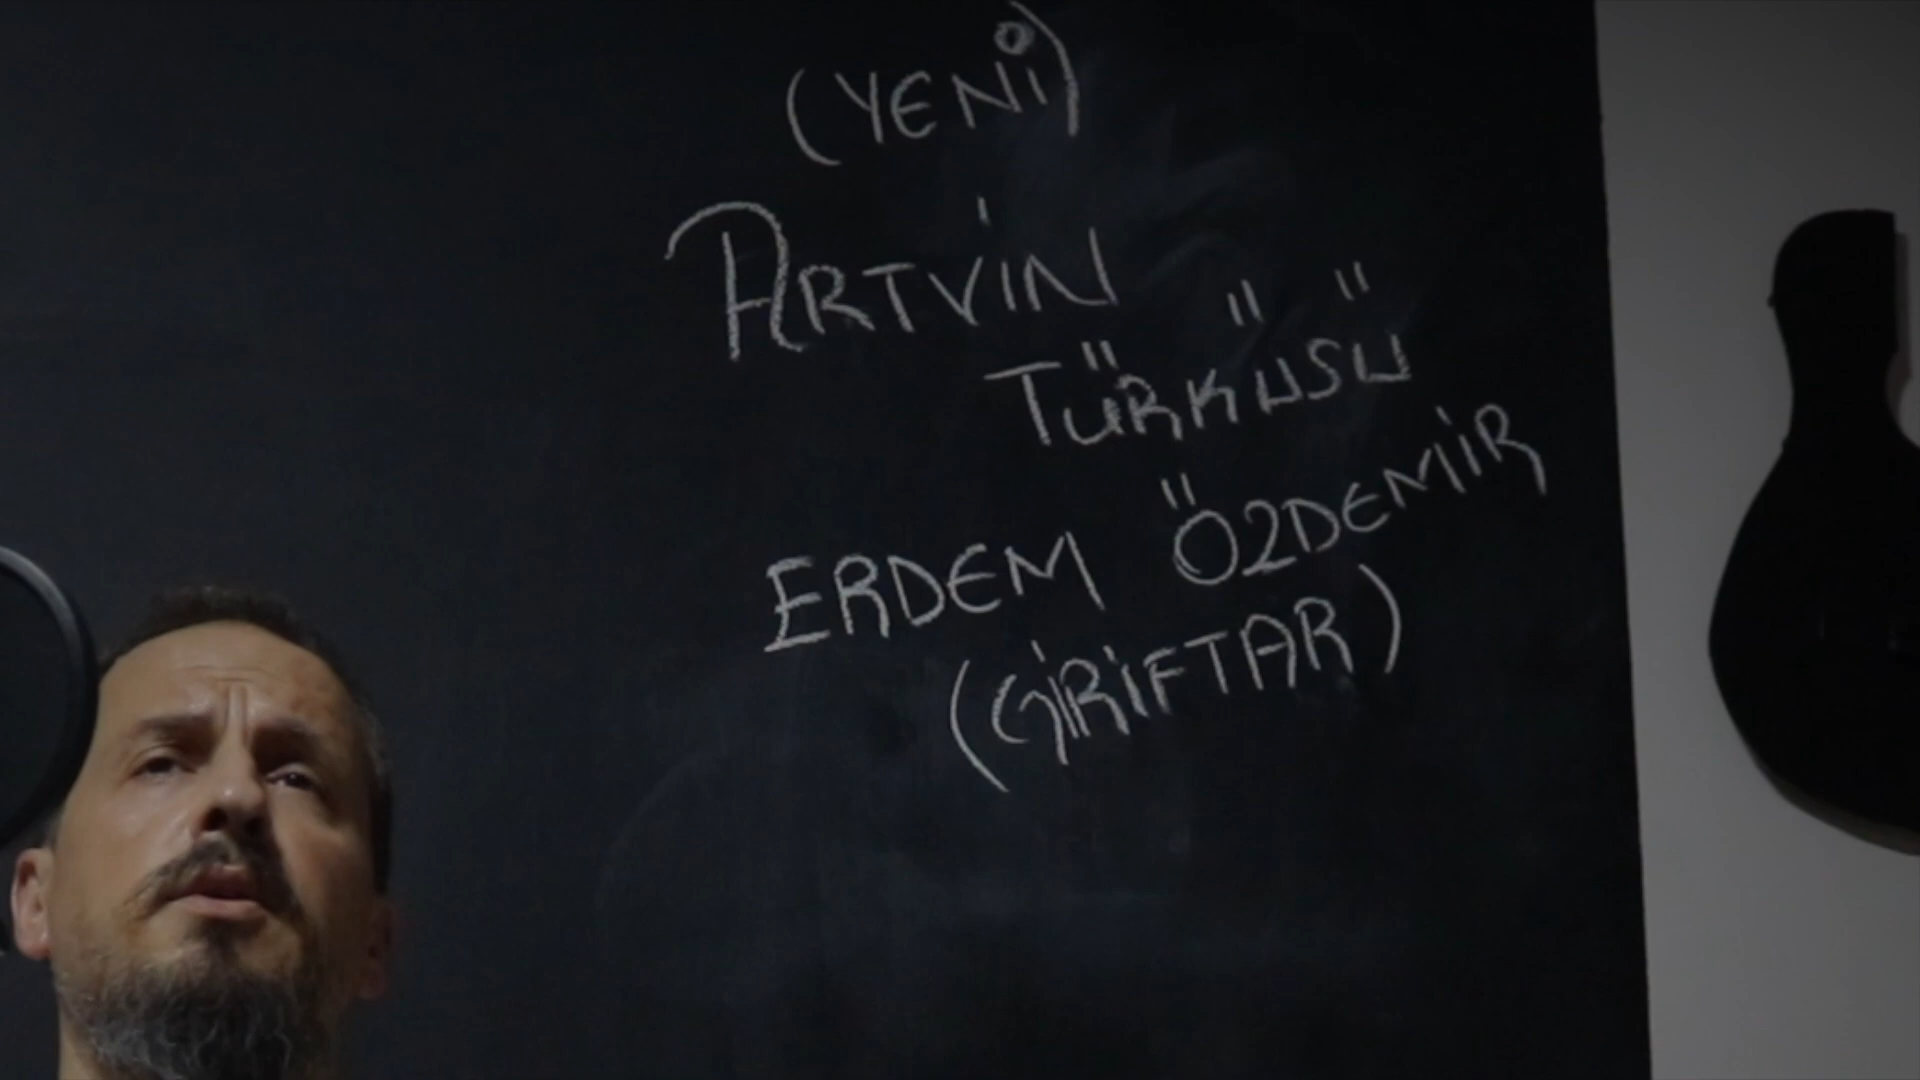 (YENİ)
ARTVİN
TÜRKÜSÜ
ERDEM ÖZDEMİR
(GİRİFTAR)